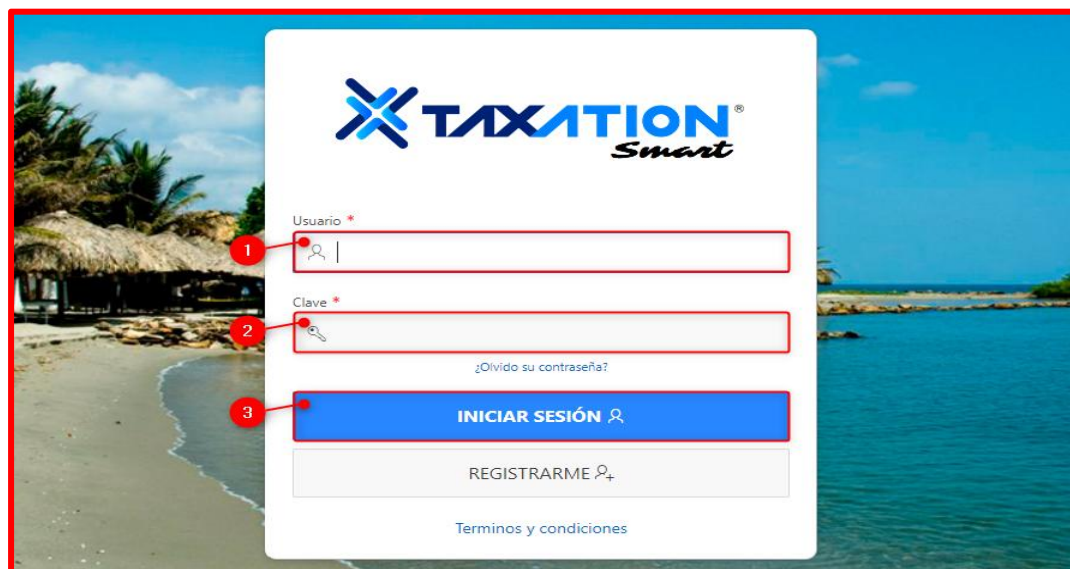 TAXATION®
Smart
Usuario *
1
Clave *
2
¿Olvido su contraseña?
3
INICIAR SESIÓN
REGISTRARME
Terminos y condiciones